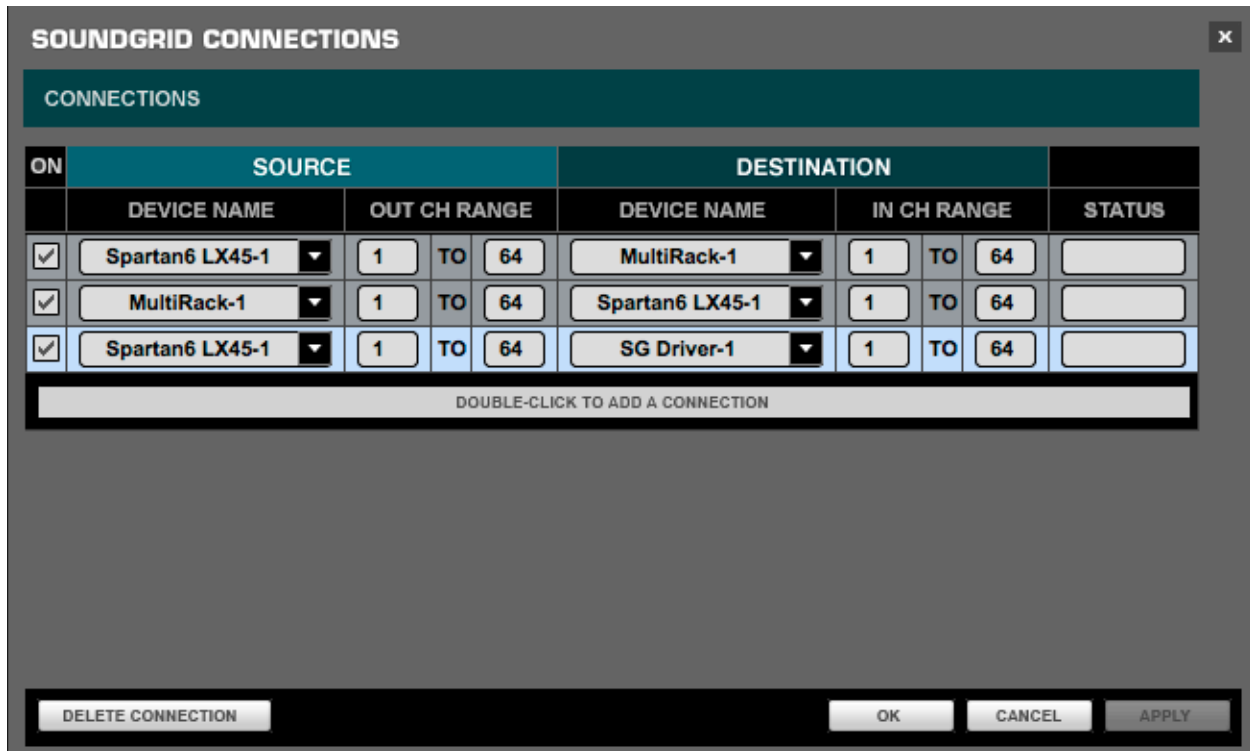 SOUNDGRID CONNECTIONS x
CONNECTIONS
ON SOURCE DESTINATION
DEVICE NAME OUT CH RANGE DEVICE NAME IN CH RANGE STATUS
Spartan6 LX45-1 1 TO 64 MultiRack-1 1 TO 64
MultiRack-1 1 TO 64 Spartan6 LX45-1 1 TO 64
Spartan6 LX45-1 1 TO 64 SG Driver-1 1 TO 64
DOUBLE-CLICK TO ADD A CONNECTION
DELETE CONNECTION OK CANCEL APPLY